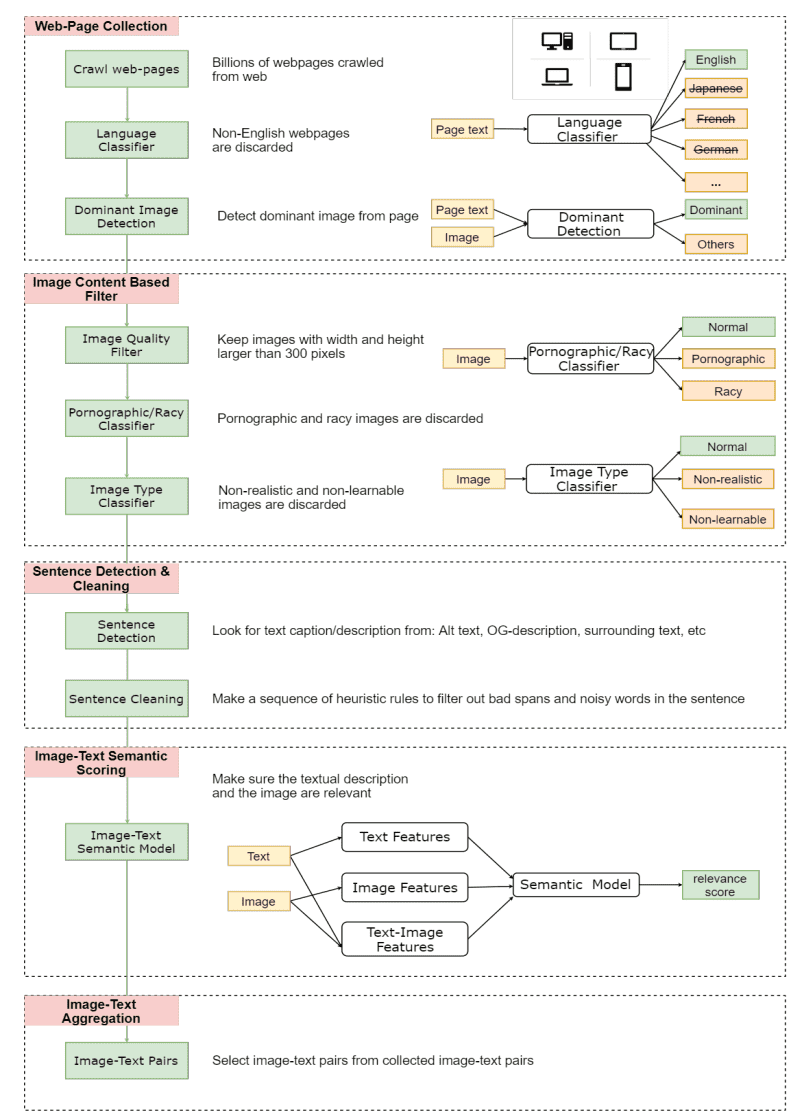 Web-Page Collection
Crawl web-pages
Billions of webpages crawled
from web
Language
Classifier
Non-English webpages
are discarded
Page text
Language
Classifier
English
Japanese
French
German
...
Dominant Image
Detection
Detect dominant image from page
Page text
Image
Dominant
Detection
Dominant
Others
Image Content Based
Filter
Image Quality
Filter
Keep images with width and height
larger than 300 pixels
Image
Pornographic/Racy
Classifier
Normal
Pornographic
Racy
Pornographic/Racy
Classifier
Pornographic and racy images are discarded
Image Type
Classifier
Non-realistic and non-learnable
images are discarded
Image
Image Type
Classifier
Normal
Non-realistic
Non-learnable
Sentence Detection &
Cleaning
Sentence
Detection
Look for text caption/description from: Alt text, OG-description, surrounding text, etc
Sentence Cleaning
Make a sequence of heuristic rules to filter out bad spans and noisy words in the sentence
Image-Text Semantic
Scoring
Make sure the textual description
and the image are relevant
Image-Text
Semantic Model
Text
Image
Text Features
Image Features
Text-Image
Features
Semantic Model
relevance
score
Image-Text
Aggregation
Image-Text Pairs
Select image-text pairs from collected image-text pairs